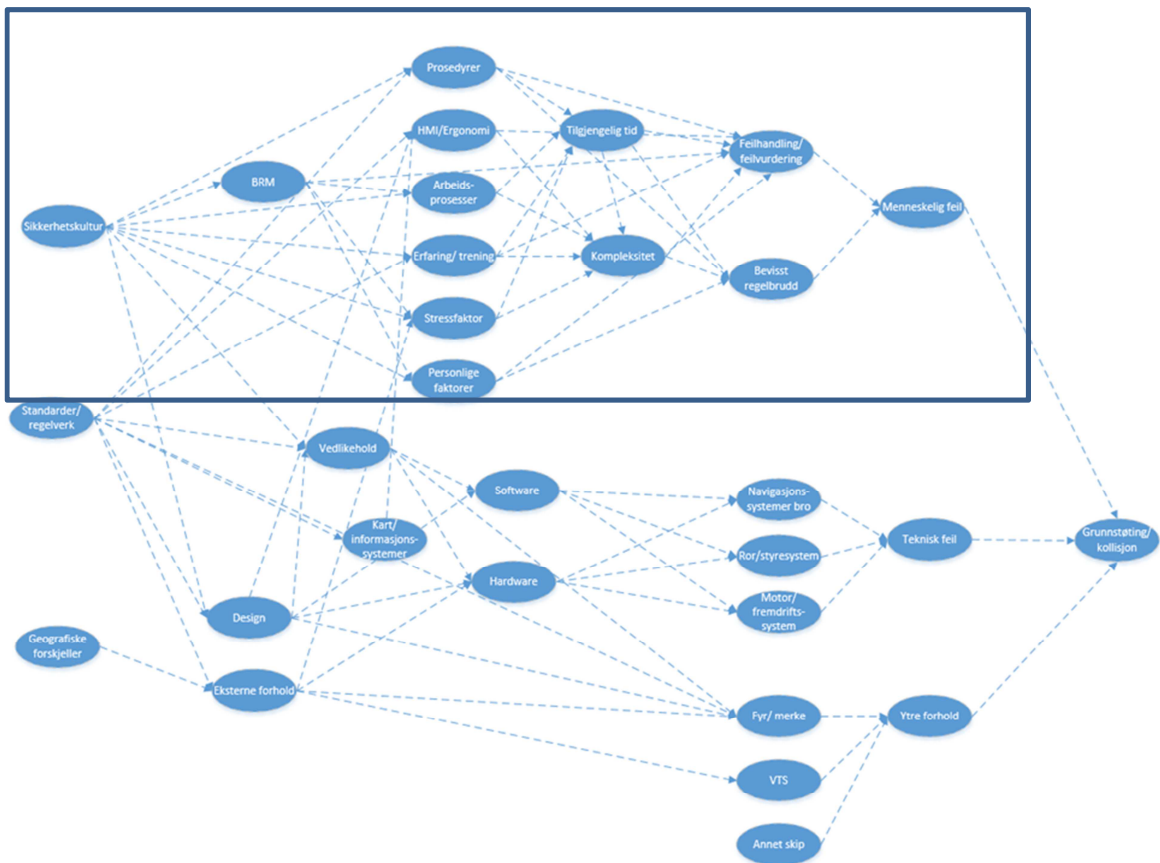 Prosedyrer
HMI/Ergonomi
Tilgjengelig tid
Feilhandling/
feilvurdering
BRM
Arbeids-
prosesser
Menneskelig feil
Sikkerhetskultur
Erfaring/ trening
Kompleksitet
Bevisst
regelbrudd
Stressfaktor
Personlige
faktorer
Standarder/
regelverk
Vedlikehold
Software
Navigasjons-
systemer bro
Kart/
informasjons-
systemer
Ror/styresystem
Teknisk feil
Grunnstøting/
kollisjon
Hardware
Motor/
fremdrifts-
system
Design
Geografiske
forskjeller
Eksterne forhold
Fyr/ merke
Ytre forhold
VTS
Annet skip